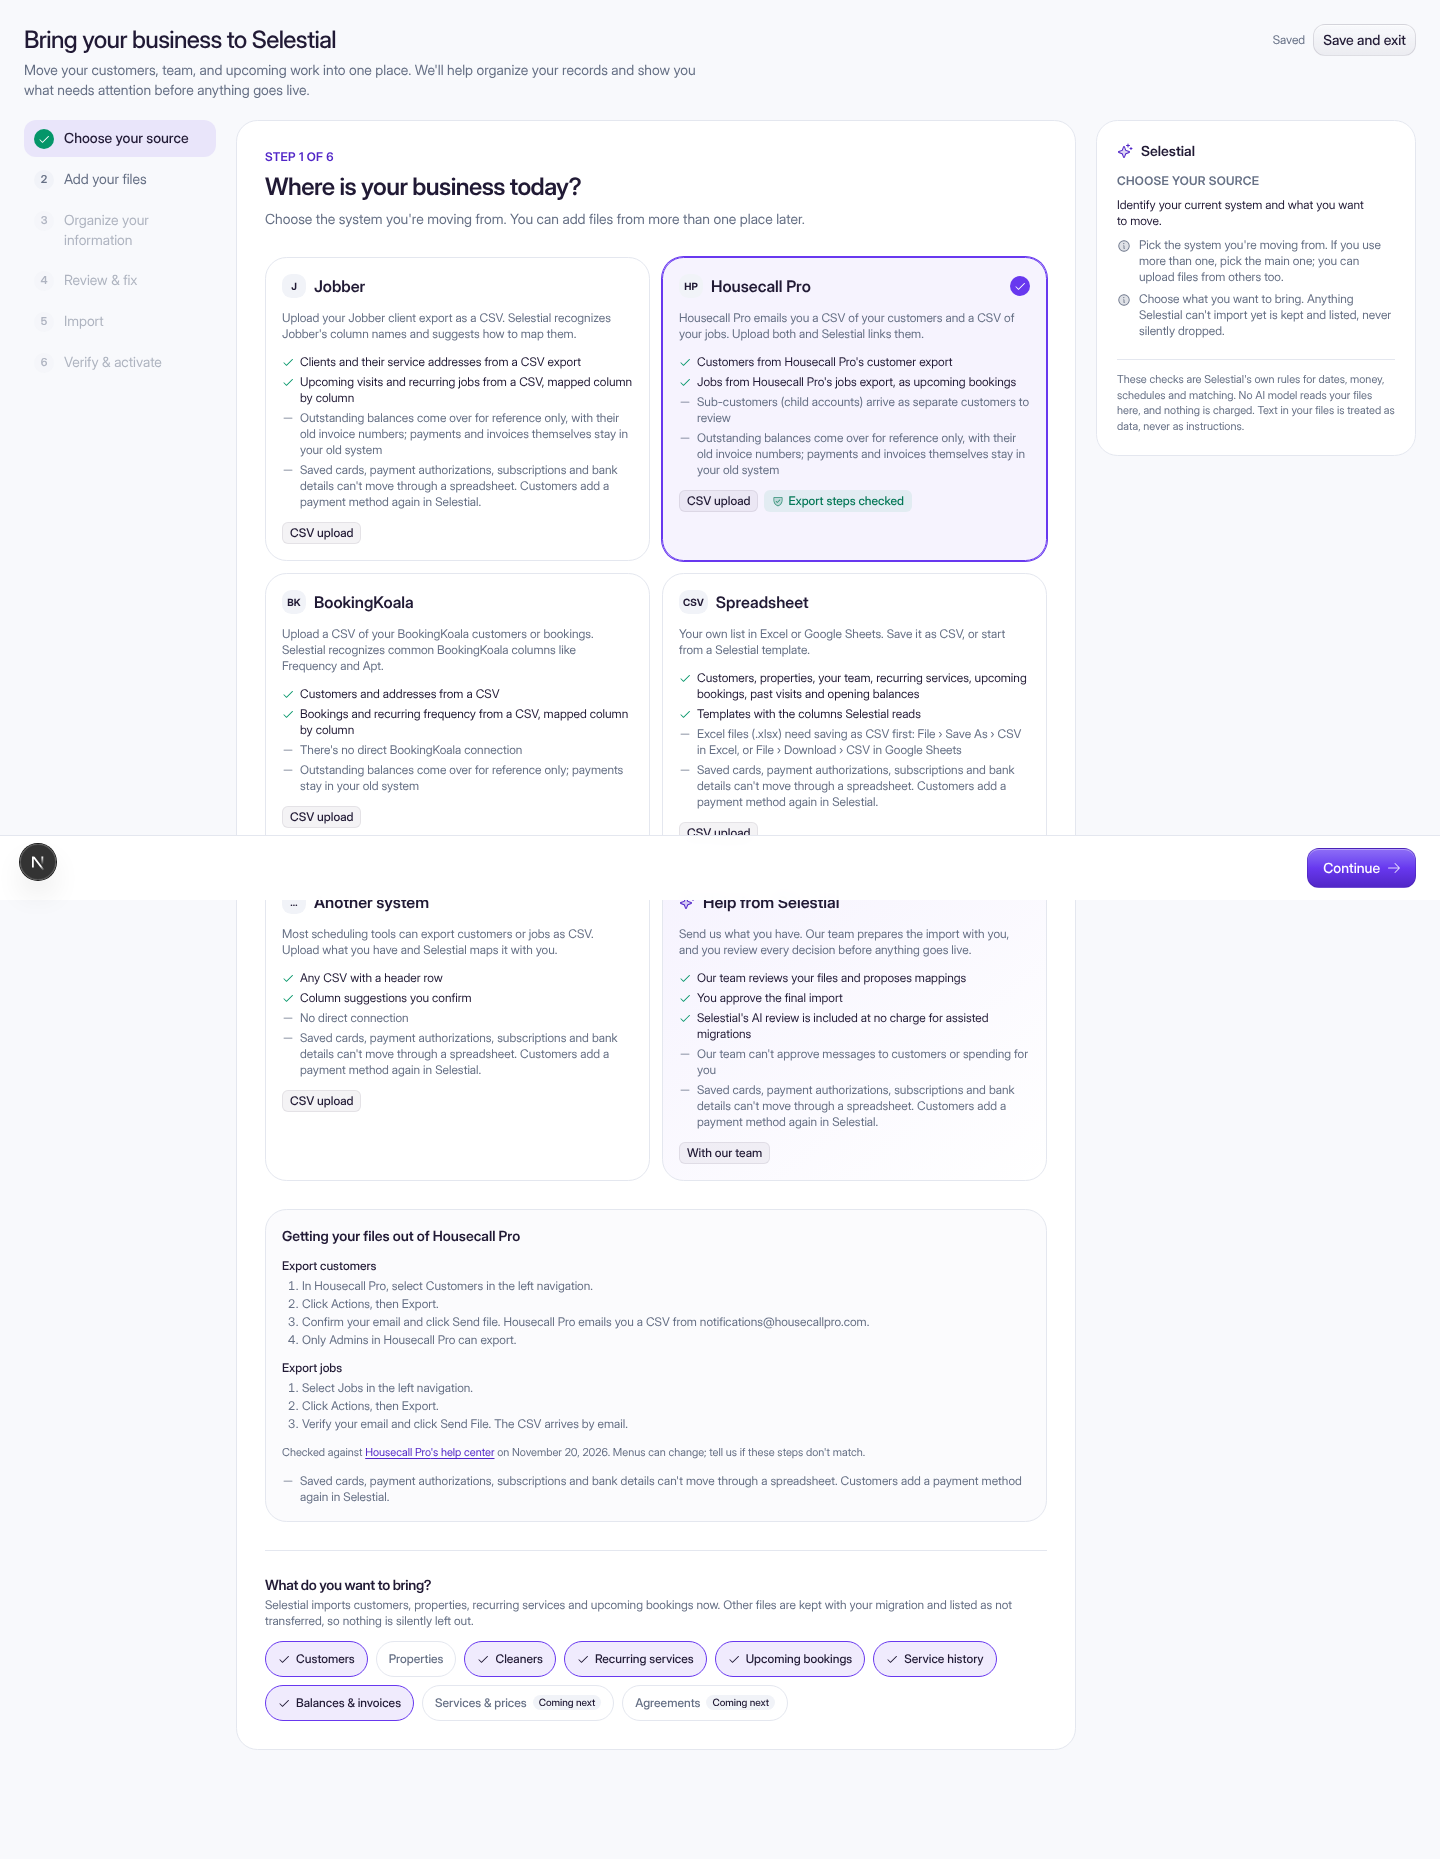 Bring your business to Selestial
Move your customers, team, and upcoming work into one place. We'll help organize your records and show you
what needs attention before anything goes live.
Saved
Save and exit
Choose your source
2 Add your files
3 Organize your
information
4 Review & fix
5 Import
6 Verify & activate
STEP 1 OF 6
Where is your business today?
Choose the system you're moving from. You can add files from more than one place later.
J Jobber
Upload your Jobber client export as a CSV. Selestial recognizes
Jobber's column names and suggests how to map them.
Clients and their service addresses from a CSV export
Upcoming visits and recurring jobs from a CSV, mapped column
by column
Outstanding balances come over for reference only, with their
old invoice numbers; payments and invoices themselves stay in
your old system
Saved cards, payment authorizations, subscriptions and bank
details can't move through a spreadsheet. Customers add a
payment method again in Selestial.
CSV upload
HP Housecall Pro
Housecall Pro emails you a CSV of your customers and a CSV of
your jobs. Upload both and Selestial links them.
Customers from Housecall Pro's customer export
Jobs from Housecall Pro's jobs export, as upcoming bookings
Sub-customers (child accounts) arrive as separate customers to
review
Outstanding balances come over for reference only, with their
old invoice numbers; payments and invoices themselves stay in
your old system
CSV upload
Export steps checked
BK BookingKoala
Upload a CSV of your BookingKoala customers or bookings.
Selestial recognizes common BookingKoala columns like
Frequency and Apt.
Customers and addresses from a CSV
Bookings and recurring frequency from a CSV, mapped column
by column
There's no direct BookingKoala connection
Outstanding balances come over for reference only; payments
stay in your old system
CSV upload
CSV Spreadsheet
Your own list in Excel or Google Sheets. Save it as CSV, or start
from a Selestial template.
Customers, properties, your team, recurring services, upcoming
bookings, past visits and opening balances
Templates with the columns Selestial reads
Excel files (.xlsx) need saving as CSV first: File › Save As › CSV
in Excel, or File › Download › CSV in Google Sheets
Saved cards, payment authorizations, subscriptions and bank
details can't move through a spreadsheet. Customers add a
payment method again in Selestial.
CSV upload
N
Continue
... Another system
Most scheduling tools can export customers or jobs as CSV.
Upload what you have and Selestial maps it with you.
Any CSV with a header row
Column suggestions you confirm
No direct connection
Saved cards, payment authorizations, subscriptions and bank
details can't move through a spreadsheet. Customers add a
payment method again in Selestial.
CSV upload
Help from Selestial
Send us what you have. Our team prepares the import with you,
and you review every decision before anything goes live.
Our team reviews your files and proposes mappings
You approve the final import
Selestial's AI review is included at no charge for assisted
migrations
Our team can't approve messages to customers or spending for
you
Saved cards, payment authorizations, subscriptions and bank
details can't move through a spreadsheet. Customers add a
payment method again in Selestial.
With our team
Getting your files out of Housecall Pro
Export customers
1. In Housecall Pro, select Customers in the left navigation.
2. Click Actions, then Export.
3. Confirm your email and click Send file. Housecall Pro emails you a CSV from notifications@housecallpro.com.
4. Only Admins in Housecall Pro can export.
Export jobs
1. Select Jobs in the left navigation.
2. Click Actions, then Export.
3. Verify your email and click Send File. The CSV arrives by email.
Checked against Housecall Pro's help center on November 20, 2026. Menus can change; tell us if these steps don't match.
Saved cards, payment authorizations, subscriptions and bank details can't move through a spreadsheet. Customers add a payment method
again in Selestial.
What do you want to bring?
Selestial imports customers, properties, recurring services and upcoming bookings now. Other files are kept with your migration and listed as not
transferred, so nothing is silently left out.
Customers
Properties
Cleaners
Recurring services
Upcoming bookings
Service history
Balances & invoices
Services & prices Coming next
Agreements Coming next
Selestial
CHOOSE YOUR SOURCE
Identify your current system and what you want
to move.
Pick the system you're moving from. If you use
more than one, pick the main one; you can
upload files from others too.
Choose what you want to bring. Anything
Selestial can't import yet is kept and listed, never
silently dropped.
These checks are Selestial's own rules for dates, money,
schedules and matching. No AI model reads your files
here, and nothing is charged. Text in your files is treated as
data, never as instructions.